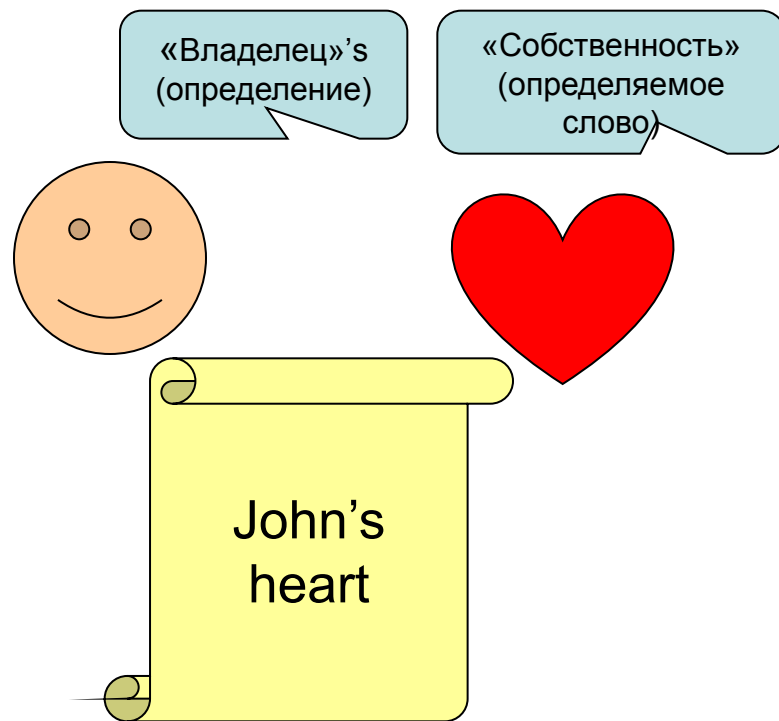 «Владелец»'s
(определение)
«Собственность»
(определяемое
слово)
John’s
heart